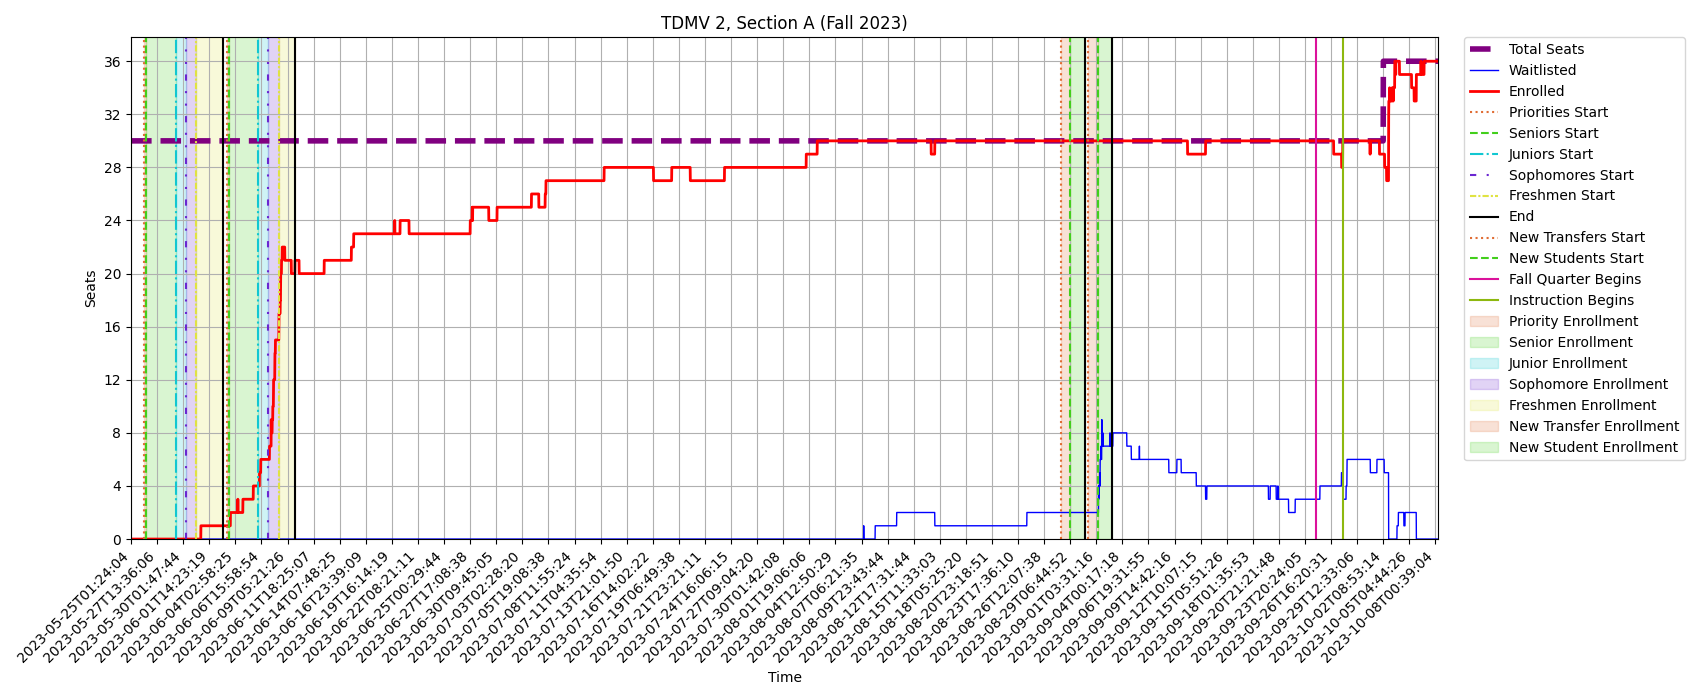 TDMV 2, Section A (Fall 2023)
Seats
36
32
28
24
20
16
12
8
4
0
2023-05-25T01:24:04
2023-05-27T13:36:06
2023-05-30T01:47:44
2023-06-01T14:23:19
2023-06-04T02:58:25
2023-06-06T15:58:54
2023-06-09T05:21:26
2023-06-11T18:25:07
2023-06-14T07:48:25
2023-06-16T23:39:09
2023-06-19T16:14:19
2023-06-22T08:21:11
2023-06-25T00:29:44
2023-06-27T17:08:38
2023-06-30T09:45:05
2023-07-03T02:28:20
2023-07-05T19:08:38
2023-07-08T11:55:24
2023-07-11T04:35:54
2023-07-13T21:01:50
2023-07-16T14:02:22
2023-07-19T06:49:38
2023-07-21T23:21:11
2023-07-24T16:06:15
2023-07-27T09:04:20
2023-07-30T01:42:08
2023-08-01T19:06:06
2023-08-04T12:50:29
2023-08-07T06:21:35
2023-08-09T23:43:44
2023-08-12T17:31:44
2023-08-15T11:33:03
2023-08-18T05:25:20
2023-08-20T23:18:51
2023-08-23T17:36:10
2023-08-26T12:07:38
2023-08-29T06:44:52
2023-09-01T03:31:16
2023-09-04T00:17:18
2023-09-06T19:31:55
2023-09-09T14:42:16
2023-09-12T10:07:15
2023-09-15T05:51:26
2023-09-18T01:35:53
2023-09-20T21:21:48
2023-09-23T20:24:05
2023-09-26T16:20:31
2023-09-29T12:33:06
2023-10-02T08:53:14
2023-10-05T04:44:26
2023-10-08T00:39:04
Time
Total Seats
Waitlisted
Enrolled
Priorities Start
Seniors Start
Juniors Start
Sophomores Start
Freshmen Start
End
New Transfers Start
New Students Start
Fall Quarter Begins
Instruction Begins
Priority Enrollment
Senior Enrollment
Junior Enrollment
Sophomore Enrollment
Freshmen Enrollment
New Transfer Enrollment
New Student Enrollment